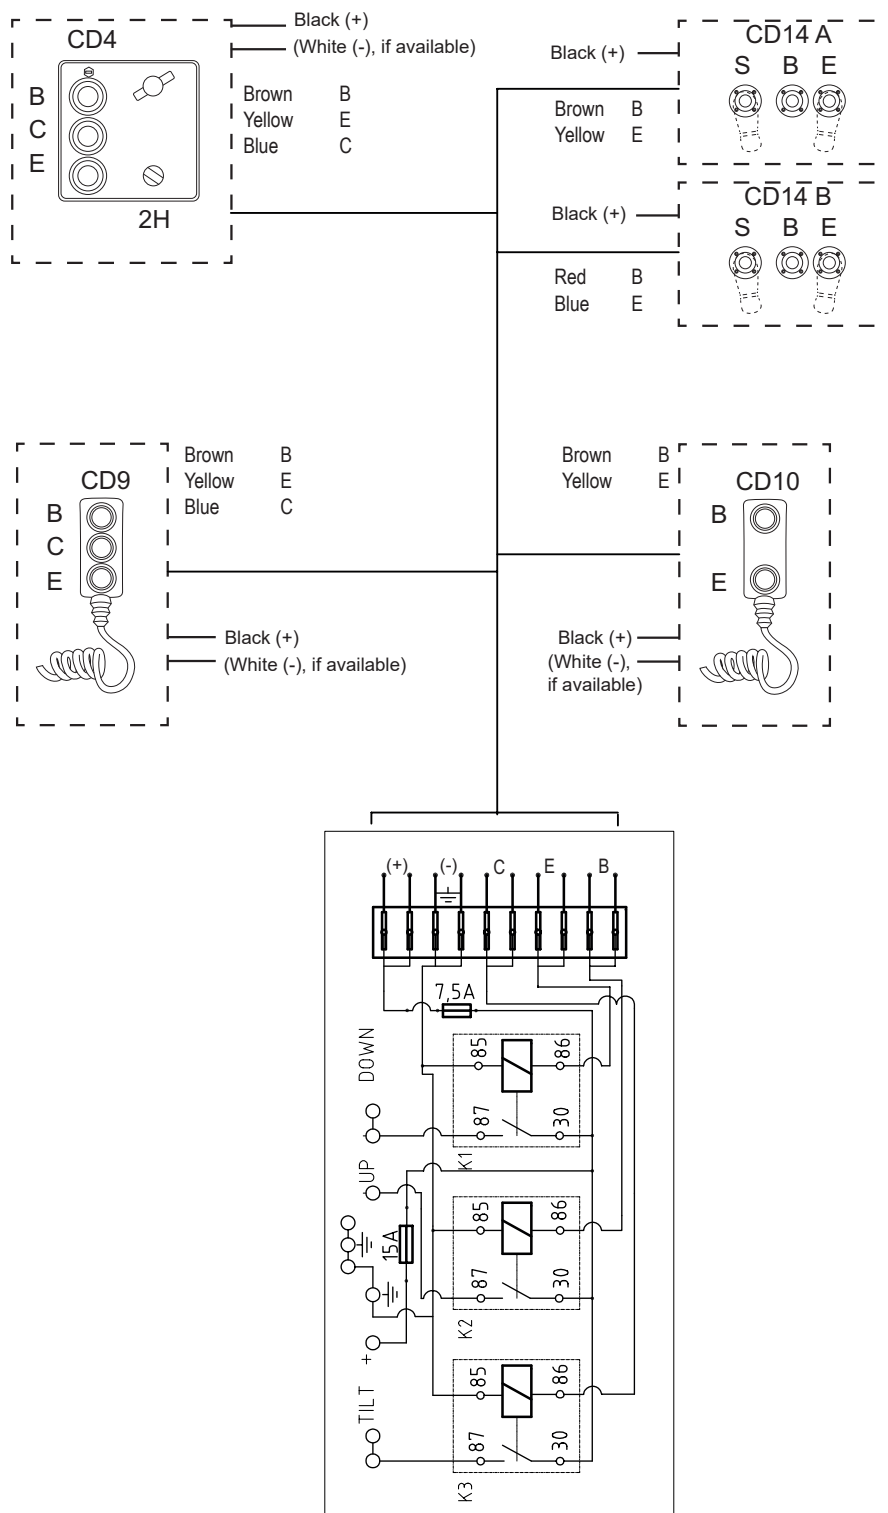 CD4
B
C
E
2H
Black (+)
(White (-), if available)
Brown B
Yellow E
Blue C
CD14 A
S B E
Black (+)
Brown B
Yellow E
CD14 B
S B E
Black (+)
Red B
Blue E
CD9
B
C
E
Brown B
Yellow E
Blue C
Black (+)
(White (-), if available)
CD10
B
E
Brown B
Yellow E
Black (+)
(White (-),
if available)
(+) (-) C E B
7,5A
DOWN
85 86
87 30
K1
UP
15A
85 86
87 30
K2
+
TILT
85 86
87 30
K3